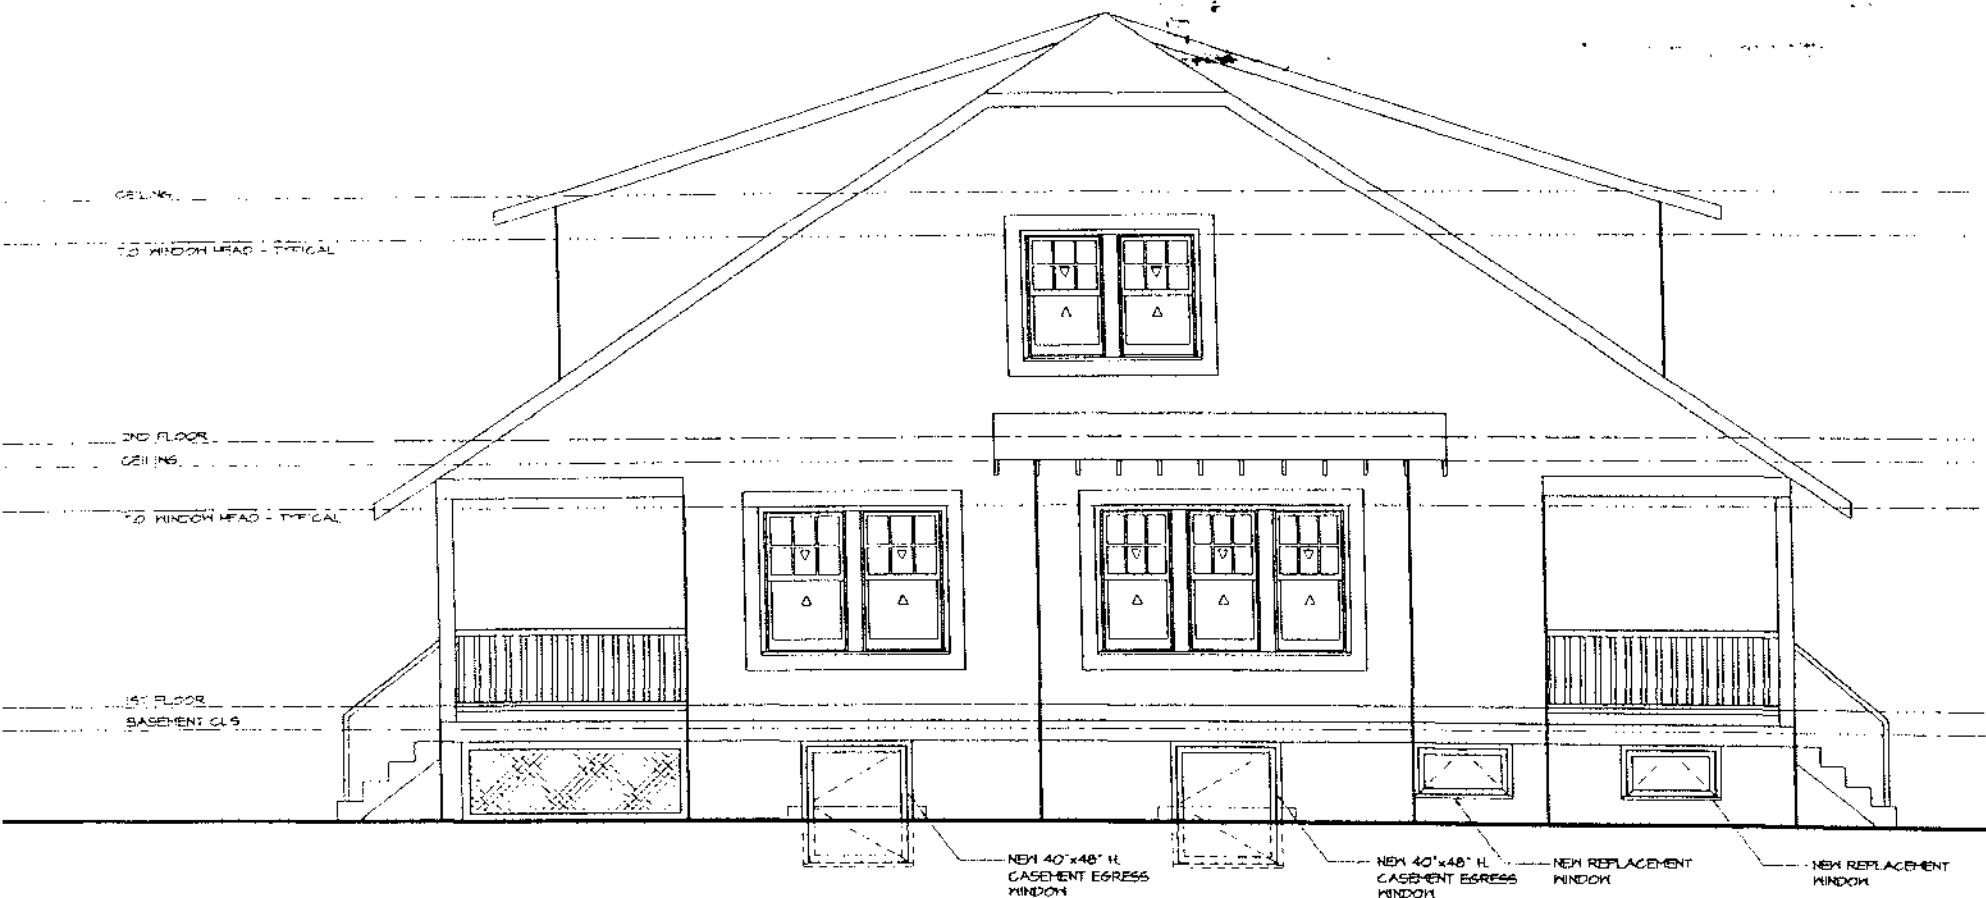 CEILING
T.O WINDOW HEAD - TYPICAL
2ND FLOOR
CEILING
T.O WINDOW HEAD - TYPICAL
1ST FLOOR
BASEMENT CLG
NEW 40"x48" H.
CASEMENT EGRESS
WINDOW
NEW 40"x48" H.
CASEMENT EGRESS
WINDOW
NEW REPLACEMENT
WINDOW
NEW REPLACEMENT
WINDOW